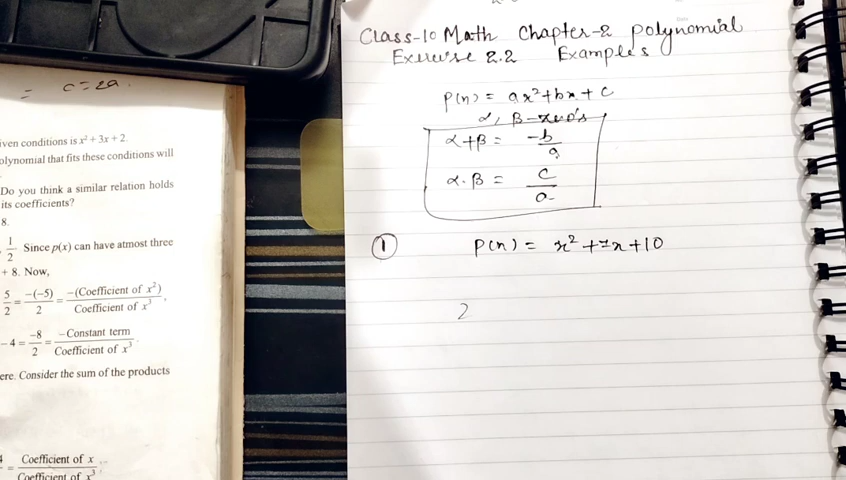 = c = 2a.
iven conditions is x² + 3x + 2.
olynomial that fits these conditions will
Do you think a similar relation holds
its coefficients?
8.
1/2. Since p(x) can have atmost three
+ 8. Now,
5/2 = -(-5)/2 = -(Coefficient of x²)/Coefficient of x³,
- 4 = -8/2 = -Constant term/Coefficient of x³.
ere. Consider the sum of the products
= Coefficient of x/Coefficient of x³,
Class-10 Math Chapter-2 Polynomial
Exercise 2.2 Examples
P(x) = ax² + bx + c
α, β - zero's
α+β = -b/a
α.β = c/a
① P(x) = x² + 7x + 10
2